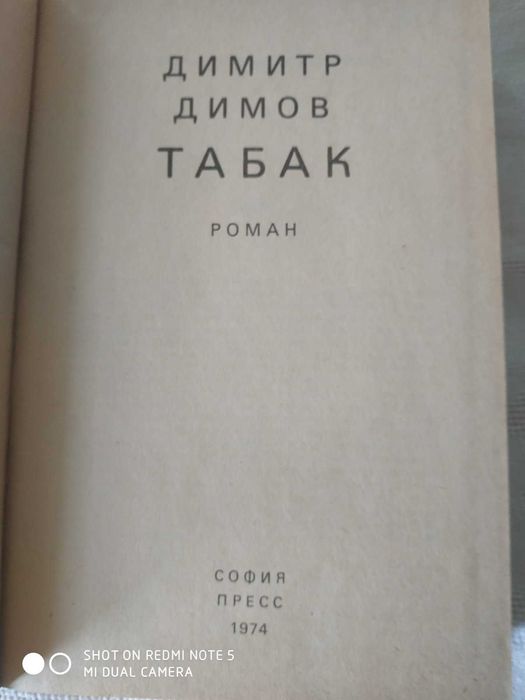 ДИМИТР
ДИМОВ
ТАБАК
РОМАН
СОФИЯ
ПРЕСС
1974
SHOT ON REDMI NOTE 5
MI DUAL CAMERA